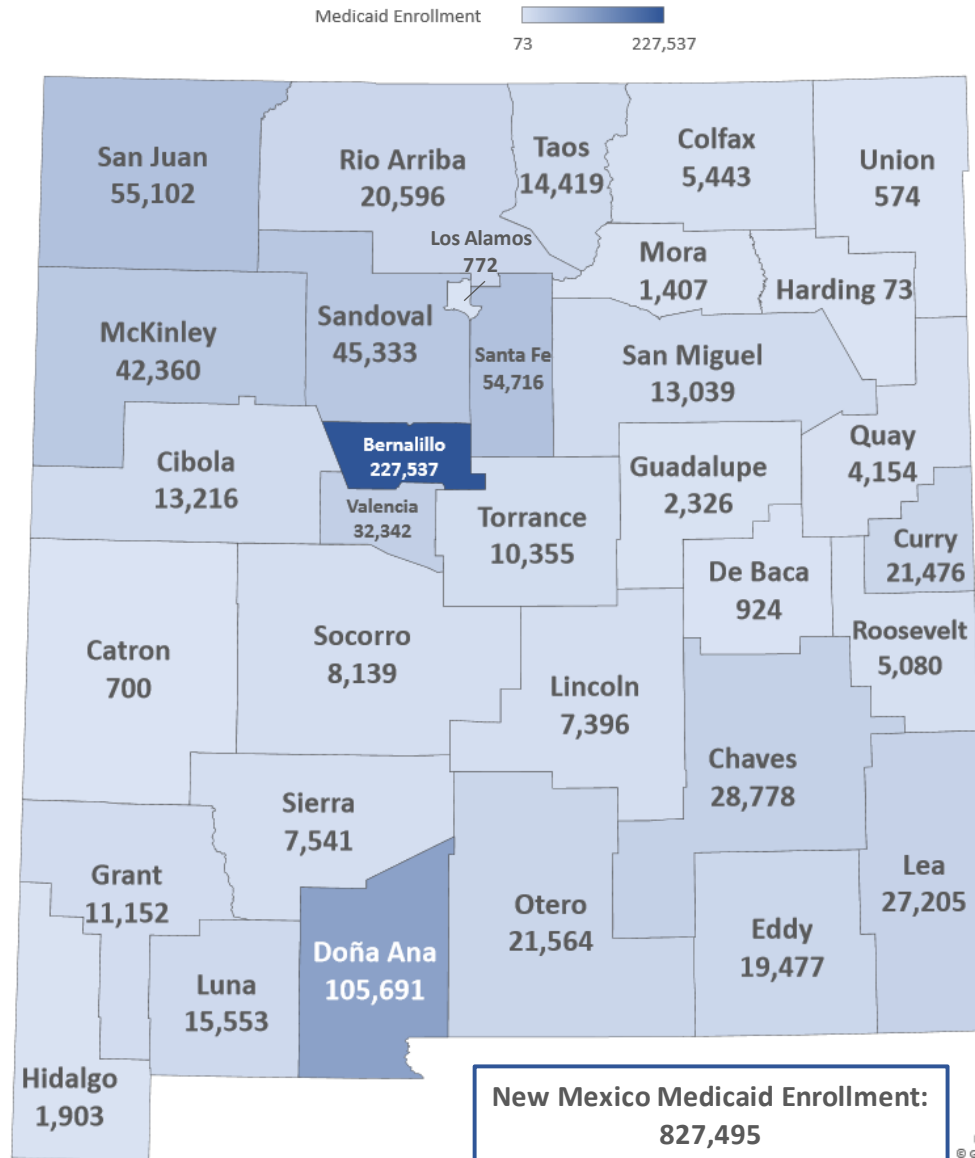 Medicaid Enrollment
73 227,537
San Juan
55,102
Rio Arriba
20,596
Taos
14,419
Colfax
5,443
Union
574
Los Alamos
772
Mora
1,407
Harding 73
McKinley
42,360
Sandoval
45,333
Santa Fe
54,716
San Miguel
13,039
Quay
4,154
Cibola
13,216
Bernalillo
227,537
Guadalupe
2,326
Valencia
32,342
Torrance
10,355
Curry
21,476
De Baca
924
Catron
700
Socorro
8,139
Roosevelt
5,080
Lincoln
7,396
Chaves
28,778
Sierra
7,541
Grant
11,152
Lea
27,205
Otero
21,564
Eddy
19,477
Doña Ana
105,691
Luna
15,553
Hidalgo
1,903
New Mexico Medicaid Enrollment:
827,495